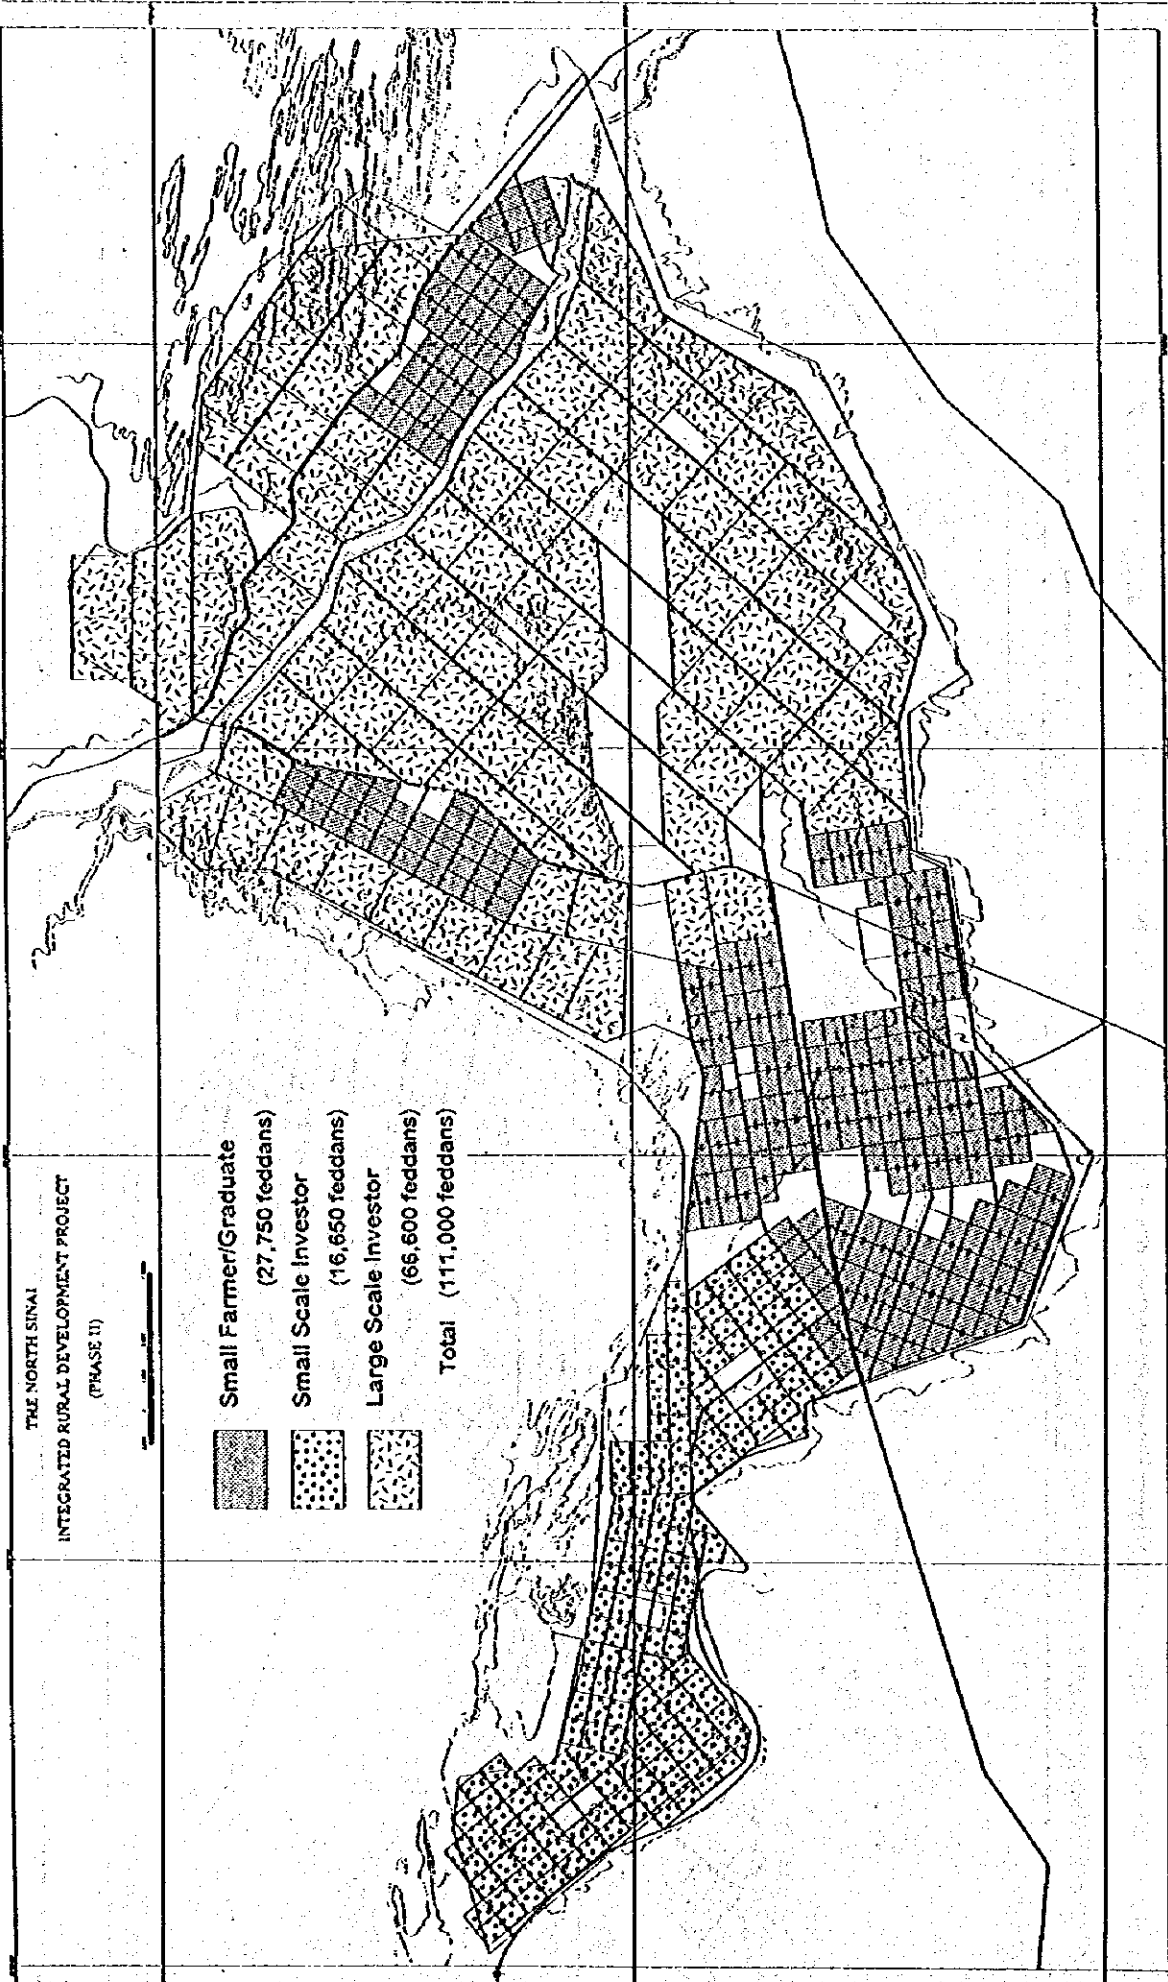 THE NORTH SINAI
INTEGRATED RURAL DEVELOPMENT PROJECT
(PHASE II)
Small Farmer/Graduate
(27,750 feddans)
Small Scale Investor
(16,650 feddans)
Large Scale Investor
(66,600 feddans)
Total (111,000 feddans)